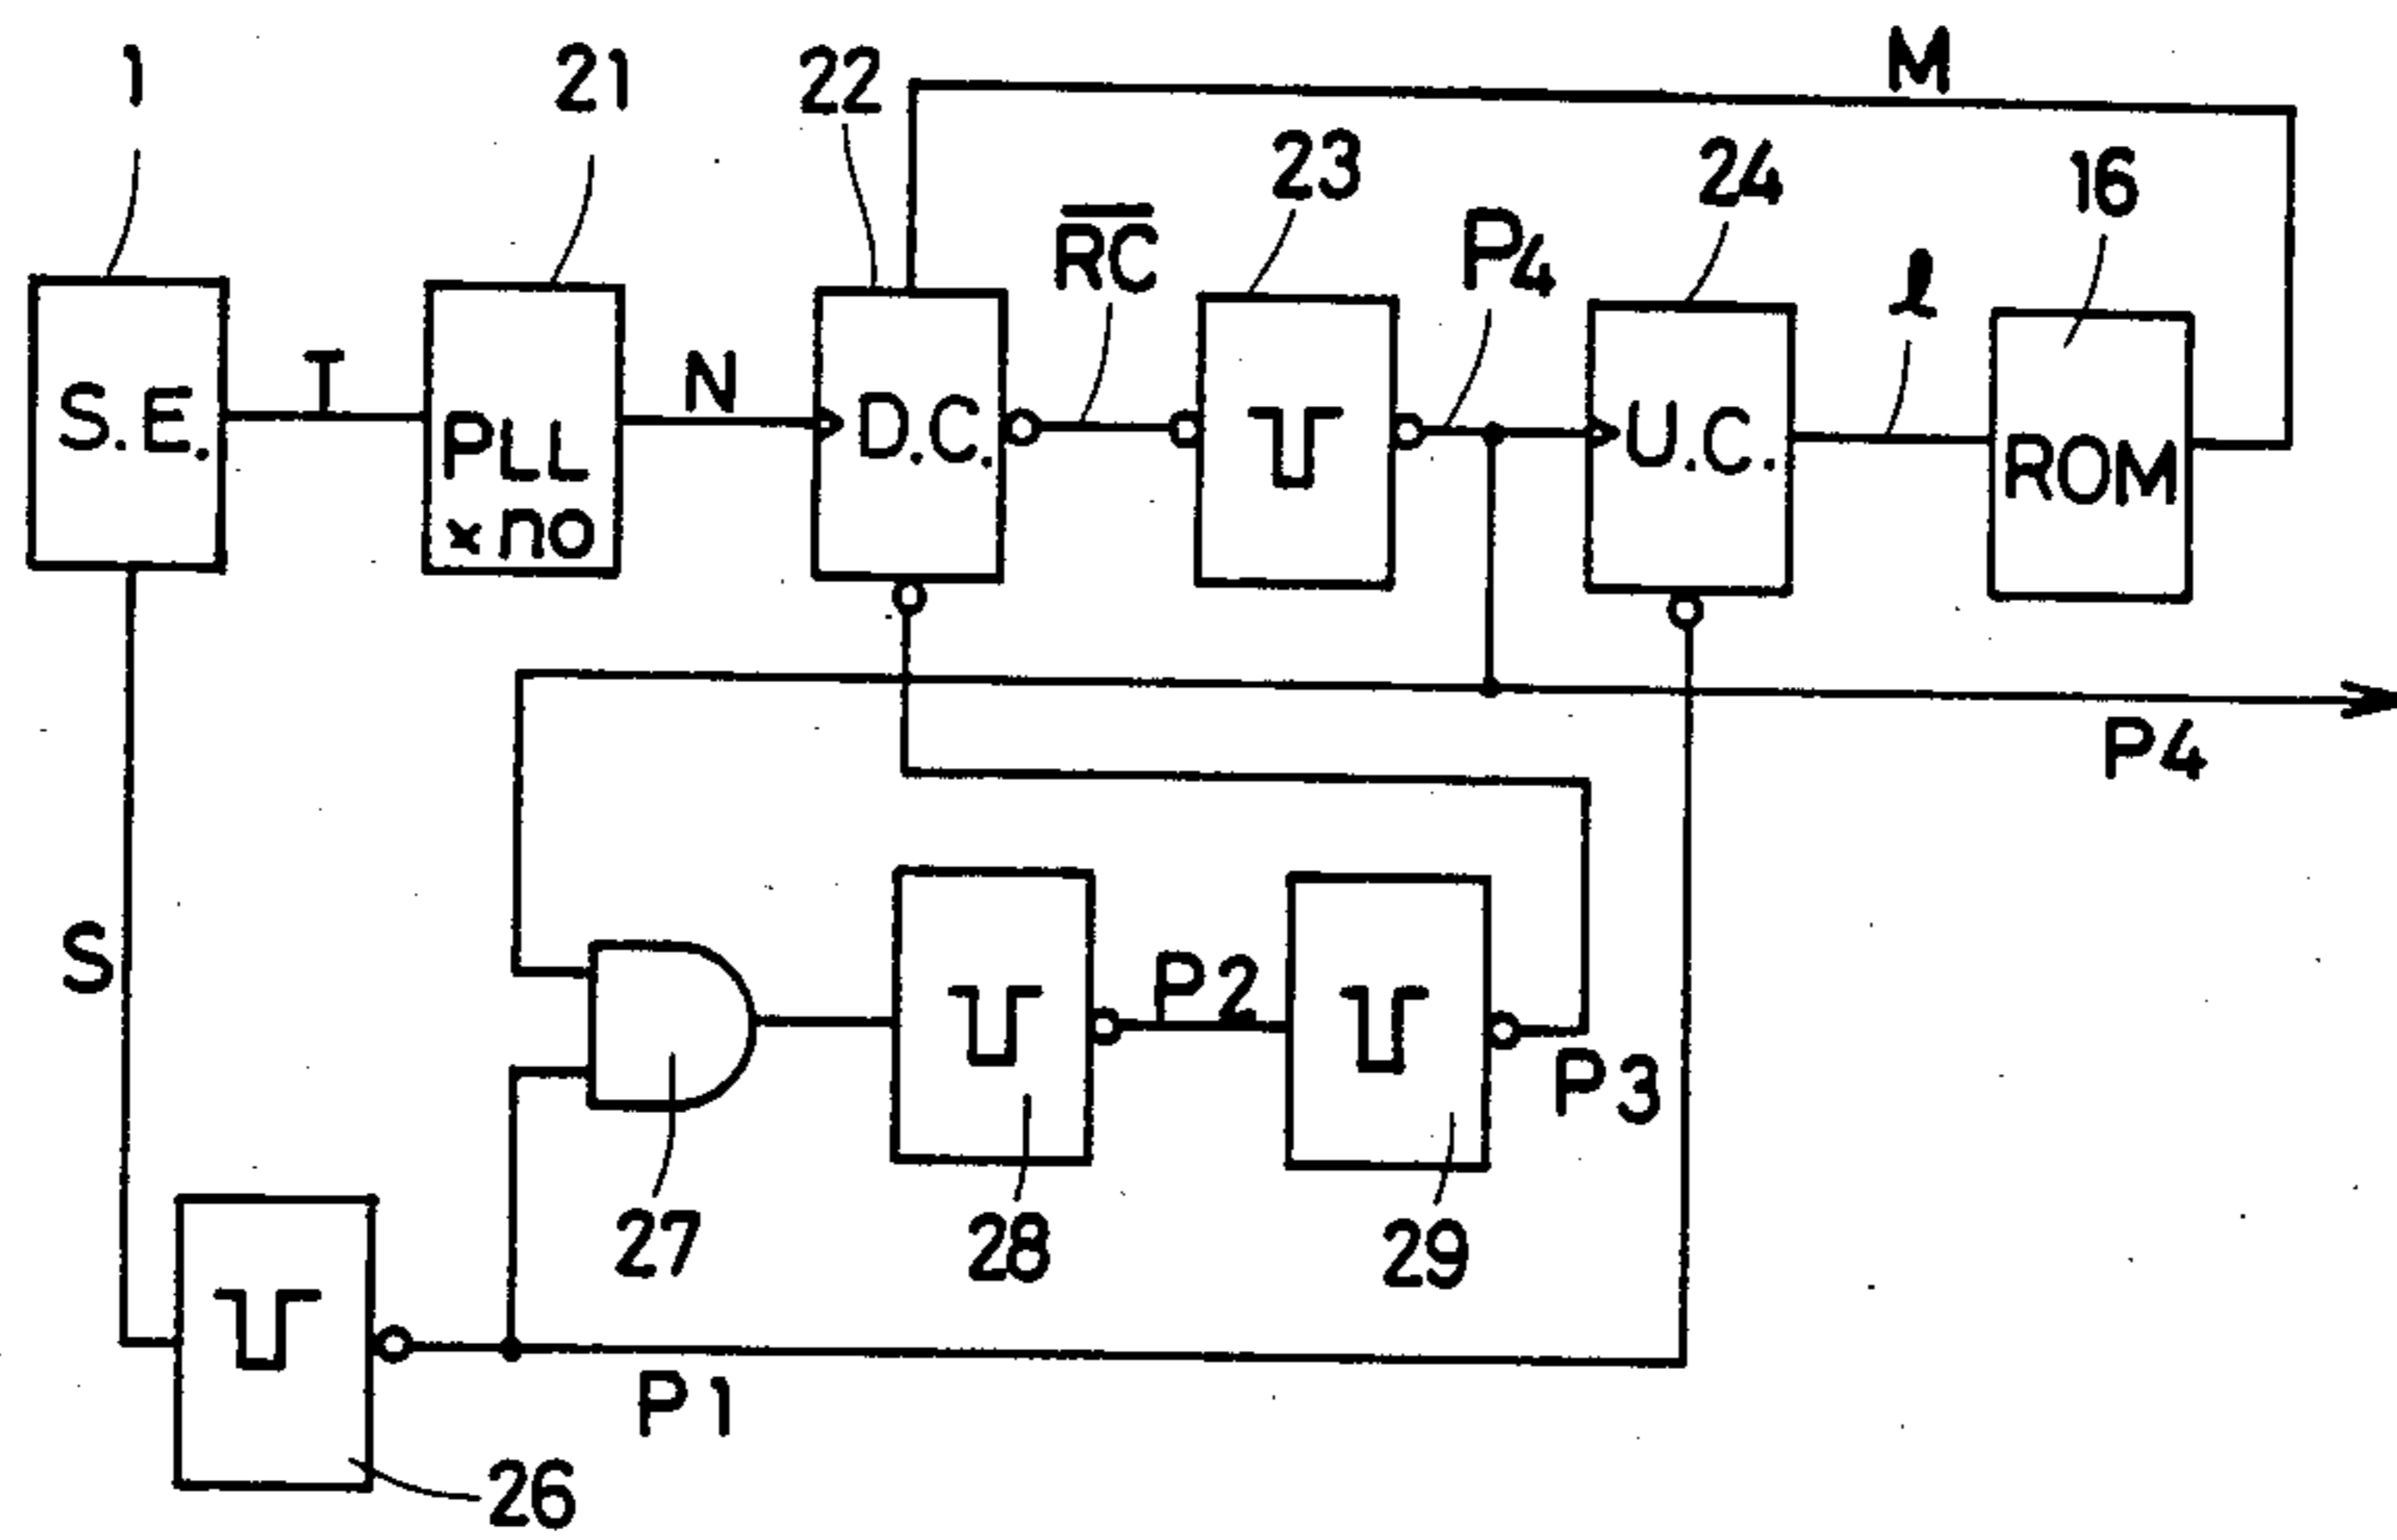 1
21
22
M
23
24
16
RC
P4
ℓ
S.E.
T
PLL
×no
N
D.C.
U.C.
ROM
P4
S
P2
P3
27
28
29
P1
26